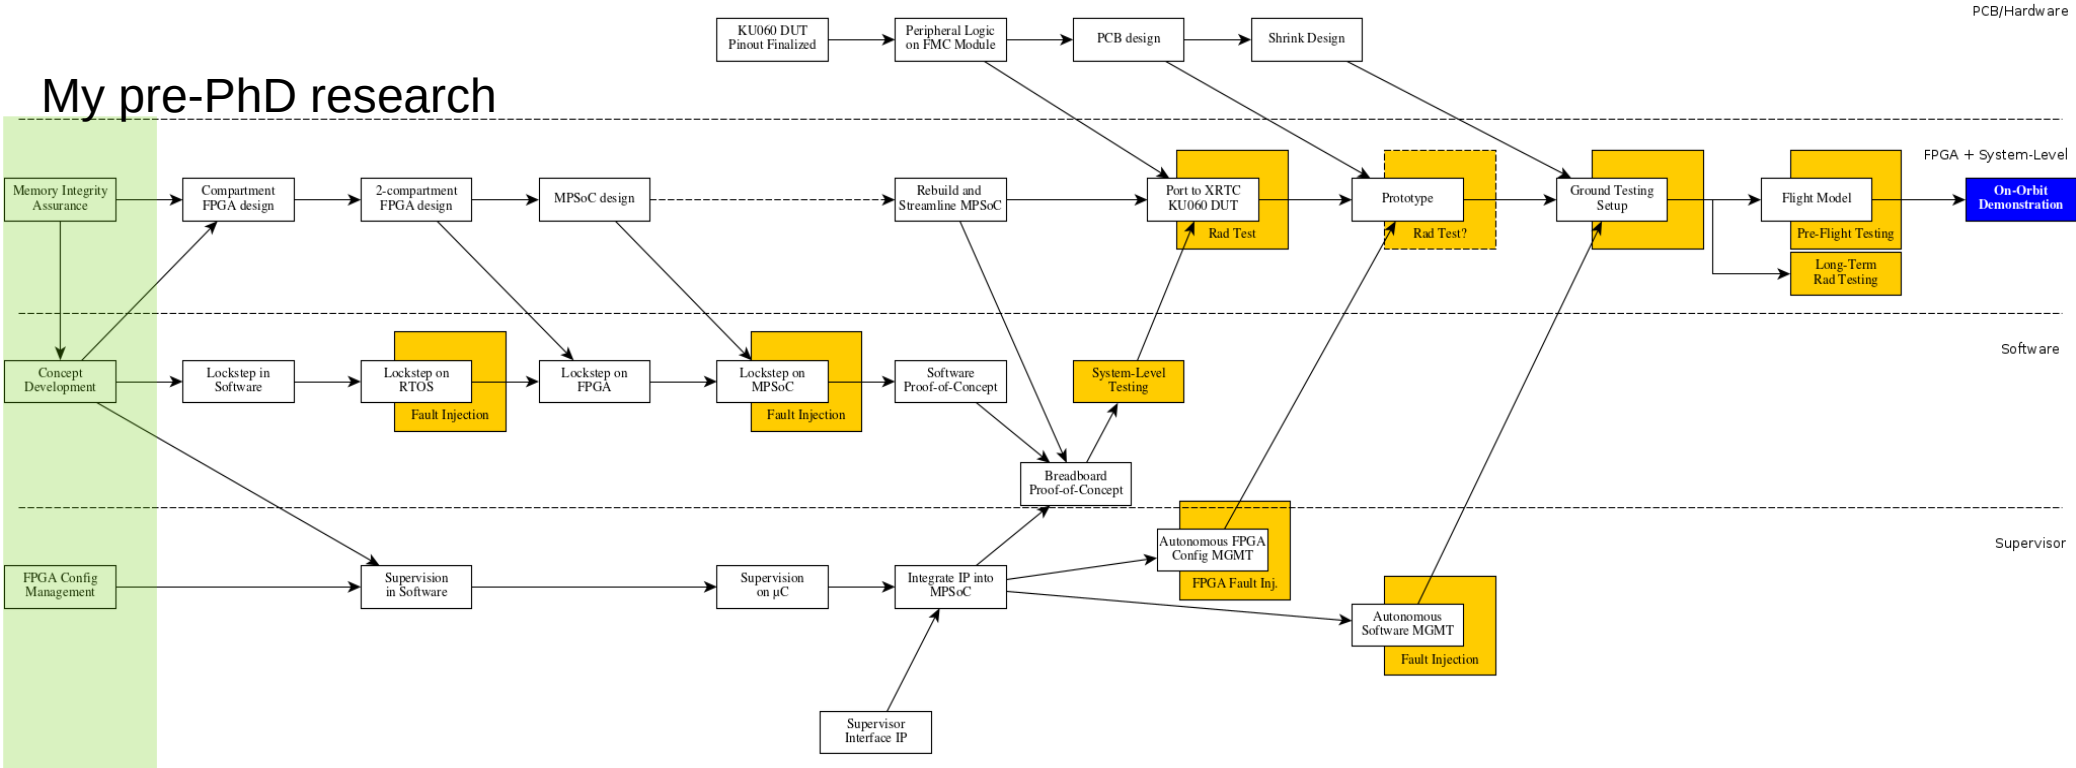 PCB/Hardware
KU060 DUT
Pinout Finalized
Peripheral Logic
on FMC Module
PCB design
Shrink Design
My pre-PhD research
FPGA + System-Level
Memory Integrity
Assurance
Compartment
FPGA design
2-compartment
FPGA design
MPSoC design
Rebuild and
Streamline MPSoC
Port to XRTC
KU060 DUT
Rad Test
Prototype
Rad Test?
Ground Testing
Setup
Flight Model
Pre-Flight Testing
Long-Term
Rad Testing
On-Orbit
Demonstration
Software
Concept
Development
Lockstep in
Software
Lockstep on
RTOS
Fault Injection
Lockstep on
FPGA
Lockstep on
MPSoC
Fault Injection
Software
Proof-of-Concept
System-Level
Testing
Breadboard
Proof-of-Concept
Supervisor
FPGA Config
Management
Supervision
in Software
Supervision
on µC
Integrate IP into
MPSoC
Autonomous FPGA
Config MGMT
FPGA Fault Inj.
Autonomous
Software MGMT
Fault Injection
Supervisor
Interface IP